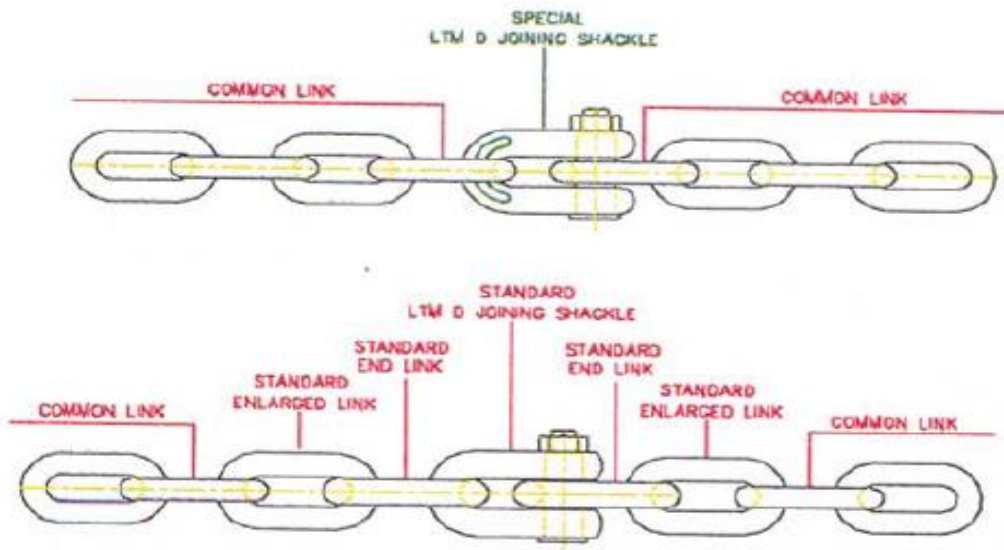 SPECIAL
LTM D JOINING SHACKLE
COMMON LINK
COMMON LINK
STANDARD
LTM D JOINING SHACKLE
STANDARD
END LINK
STANDARD
END LINK
STANDARD
ENLARGED LINK
STANDARD
ENLARGED LINK
COMMON LINK
COMMON LINK